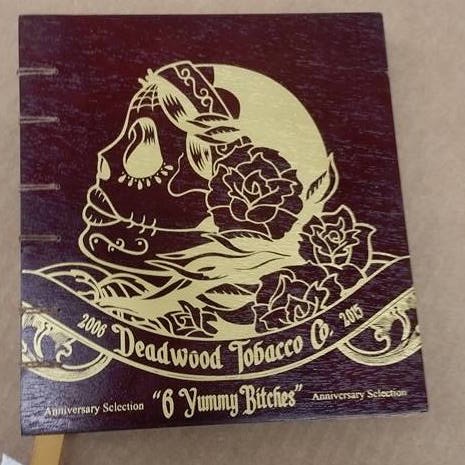 2006 Deadwood Tobacco Co. 2015
Anniversary Selection "6 Yummy Bitches" Anniversary Selection